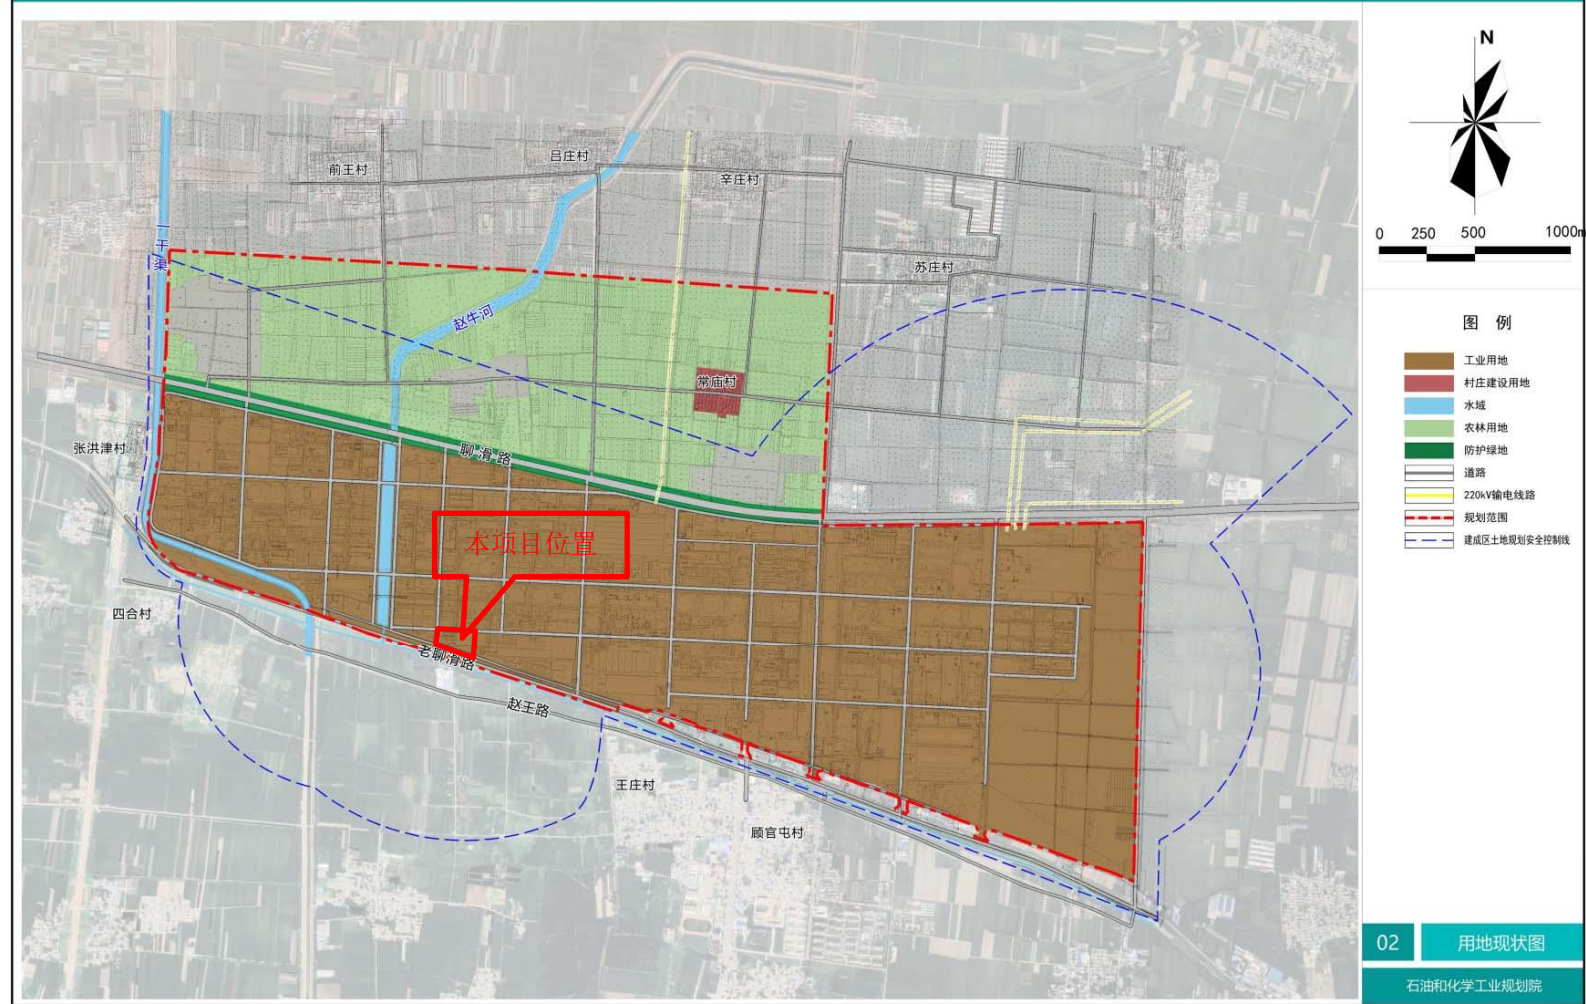 前王村
吕庄村
辛庄村
苏庄村
一干渠
赵牛河
常庙村
张洪津村
聊滑路
本项目位置
四合村
老聊滑路
赵王路
王庄村
顾官屯村
N
0 250 500 1000m
图 例
工业用地
村庄建设用地
水域
农林用地
防护绿地
道路
220kV输电线路
规划范围
建成区土地规划安全控制线
02 用地现状图
石油和化学工业规划院